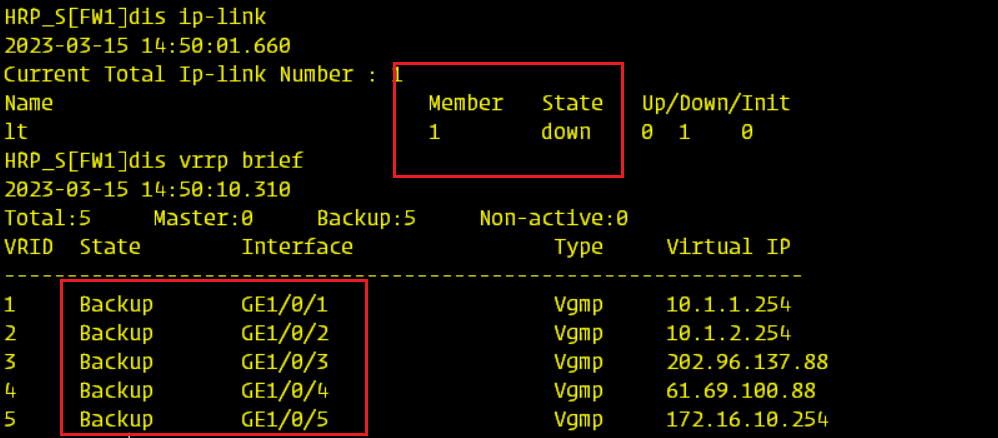 HRP_S[FW1]dis ip-link
2023-03-15 14:50:01.660
Current Total Ip-link Number : 1
Name Member State Up/Down/Init
lt 1 down 0 1 0
HRP_S[FW1]dis vrrp brief
2023-03-15 14:50:10.310
Total:5 Master:0 Backup:5 Non-active:0
VRID State Interface Type Virtual IP
----------------------------------------------------------------
1 Backup GE1/0/1 Vgmp 10.1.1.254
2 Backup GE1/0/2 Vgmp 10.1.2.254
3 Backup GE1/0/3 Vgmp 202.96.137.88
4 Backup GE1/0/4 Vgmp 61.69.100.88
5 Backup GE1/0/5 Vgmp 172.16.10.254